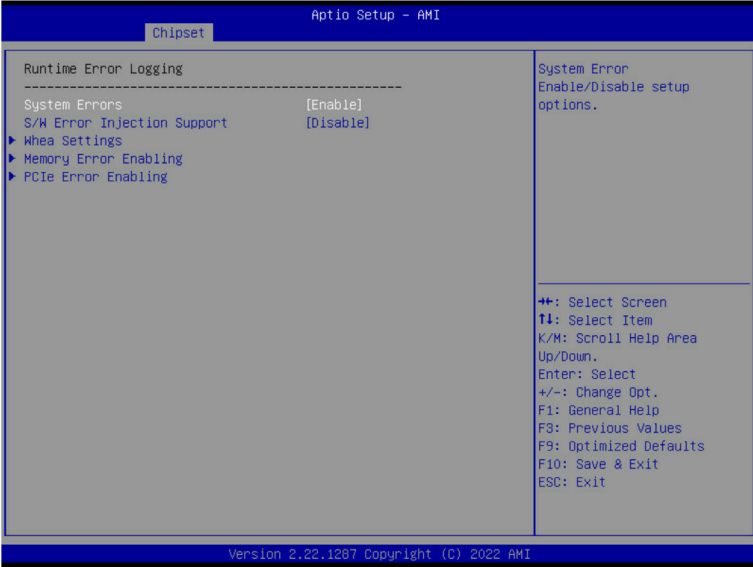 Aptio Setup – AMI
Chipset
Runtime Error Logging
--------------------------------------------------
System Errors [Enable]
S/W Error Injection Support [Disable]
Whea Settings
Memory Error Enabling
PCIe Error Enabling
System Error
Enable/Disable setup
options.
→←: Select Screen
↑↓: Select Item
K/M: Scroll Help Area
Up/Down.
Enter: Select
+/-: Change Opt.
F1: General Help
F3: Previous Values
F9: Optimized Defaults
F10: Save & Exit
ESC: Exit
Version 2.22.1287 Copyright (C) 2022 AMI